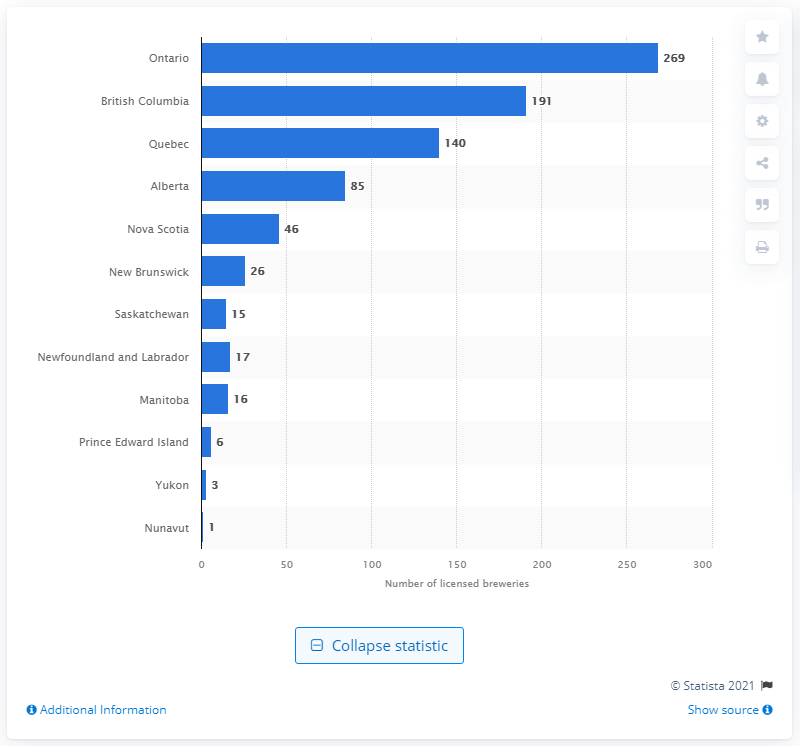 Ontario 269
British Columbia 191
Quebec 140
Alberta 85
Nova Scotia 46
New Brunswick 26
Saskatchewan 15
Newfoundland and Labrador 17
Manitoba 16
Prince Edward Island 6
Yukon 3
Nunavut 1
0 50 100 150 200 250 300
Number of licensed breweries
Collapse statistic
© Statista 2021
Additional Information Show source